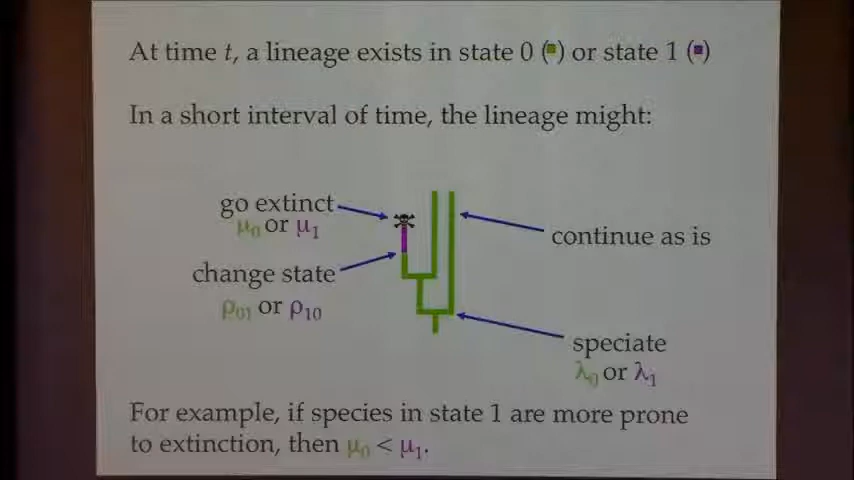 At time t, a lineage exists in state 0 (■) or state 1 (■)
In a short interval of time, the lineage might:
go extinct
μ0 or μ1
continue as is
change state
ρ01 or ρ10
speciate
λ0 or λ1
For example, if species in state 1 are more prone
to extinction, then μ0 < μ1.